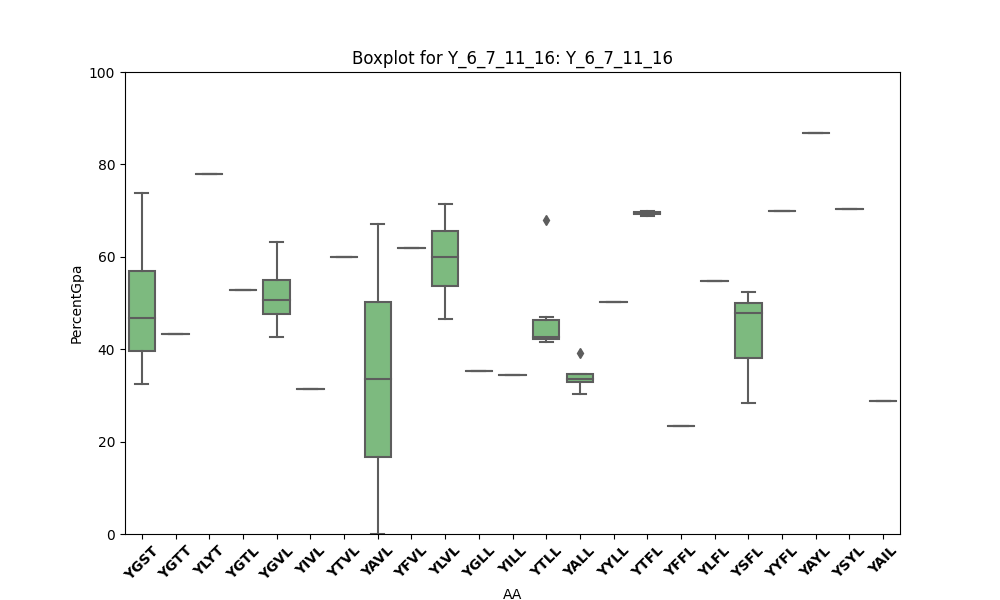 Boxplot for Y_6_7_11_16: Y_6_7_11_16
100
80
60
40
20
0
PercentGpa
YGST YGTT YLYT YGTL YGVL YIVL YTVL YAVL YFVL YLVL YGLL YILL YTLL YALL YYLL YTFL YFFL YLFL YSFL YYFL YAYL YSYL YAIL
AA